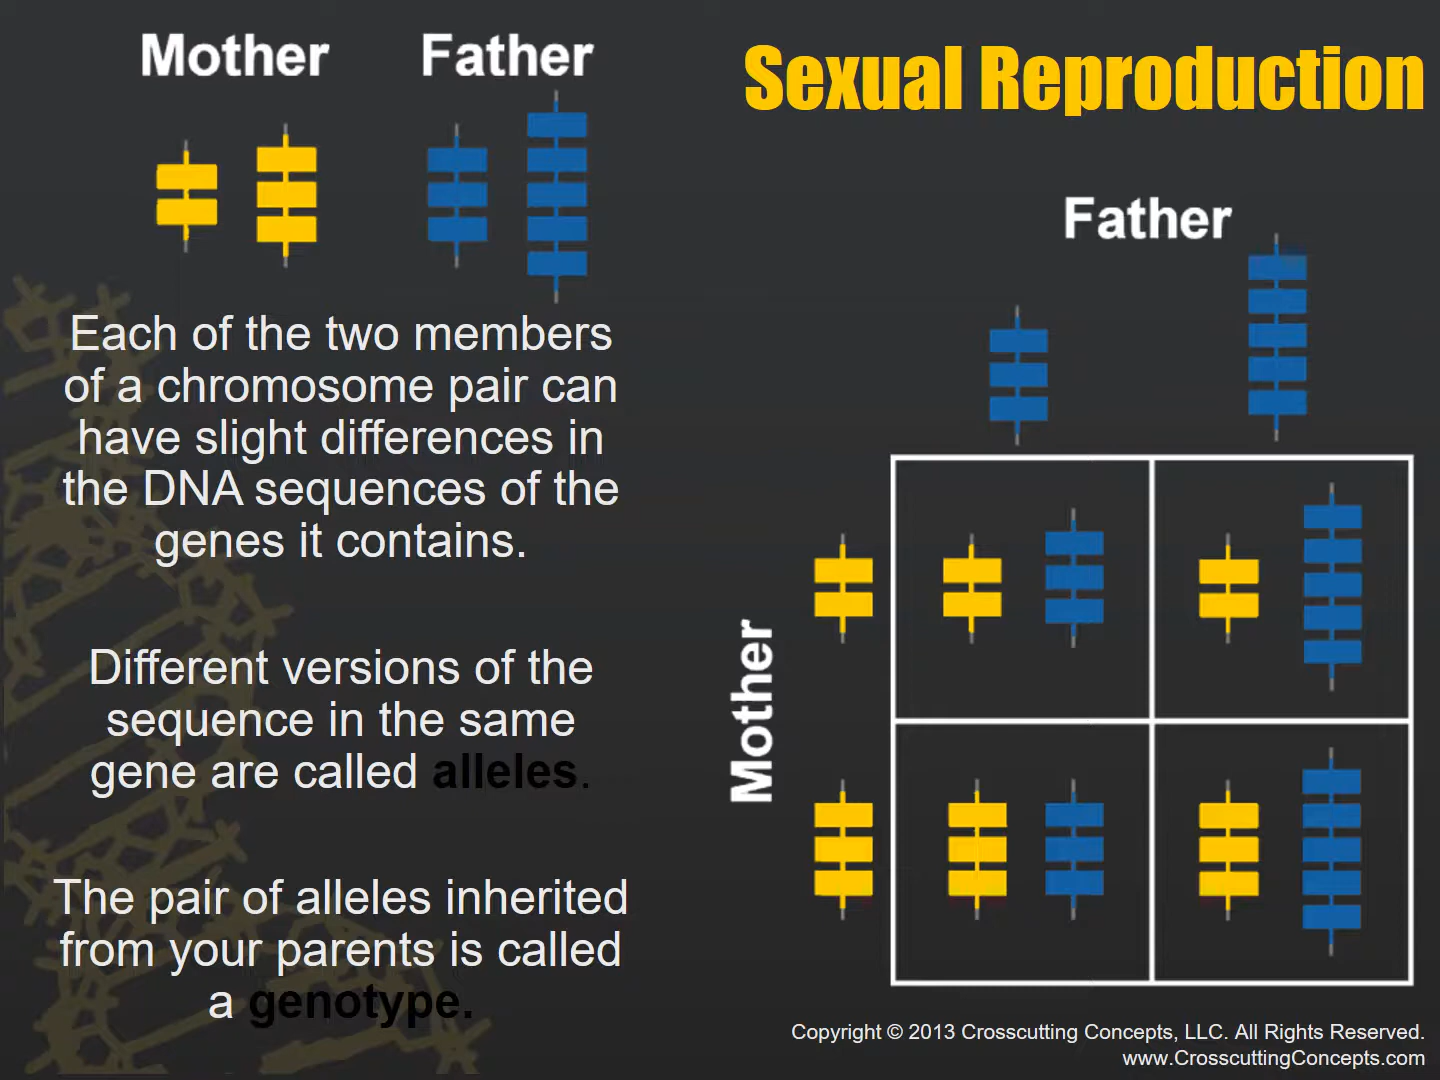 Mother Father
Sexual Reproduction
Each of the two members
of a chromosome pair can
have slight differences in
the DNA sequences of the
genes it contains.
Different versions of the
sequence in the same
gene are called alleles.
The pair of alleles inherited
from your parents is called
a genotype.
Father
Mother
Copyright © 2013 Crosscutting Concepts, LLC. All Rights Reserved.
www.CrosscuttingConcepts.com